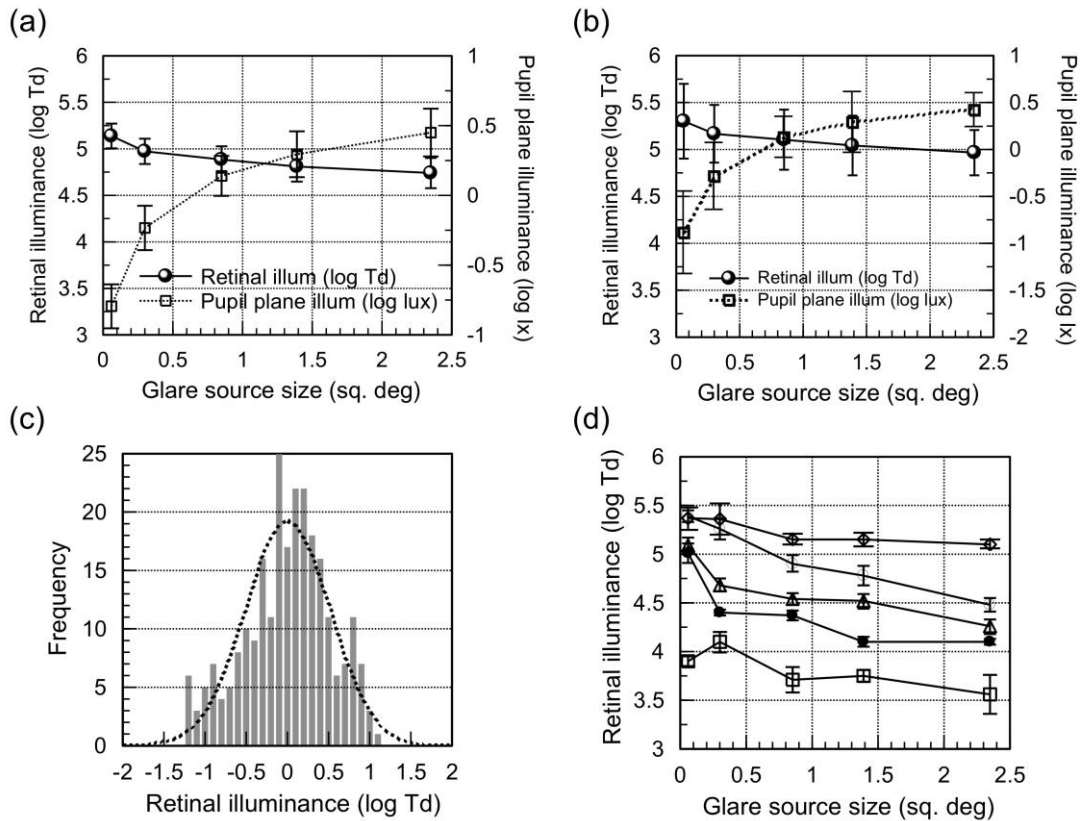 (a)
6
5.5
5
4.5
4
3.5
3
Retinal illuminance (log Td)
1
0.5
0
-0.5
-1
Pupil plane illuminance (log lx)
Retinal illum (log Td)
Pupil plane illum (log lux)
0 0.5 1 1.5 2 2.5
Glare source size (sq. deg)
(b)
6
5.5
5
4.5
4
3.5
3
Retinal illuminance (log Td)
1
0.5
0
-0.5
-1
-1.5
-2
Pupil plane illuminance (log lx)
Retinal illum (log Td)
Pupil plane illum (log lux)
0 0.5 1 1.5 2 2.5
Glare source size (sq. deg)
(c)
25
20
15
10
5
0
Frequency
-2 -1.5 -1 -0.5 0 0.5 1 1.5 2
Retinal illuminance (log Td)
(d)
6
5.5
5
4.5
4
3.5
3
Retinal illuminance (log Td)
0 0.5 1 1.5 2 2.5
Glare source size (sq. deg)